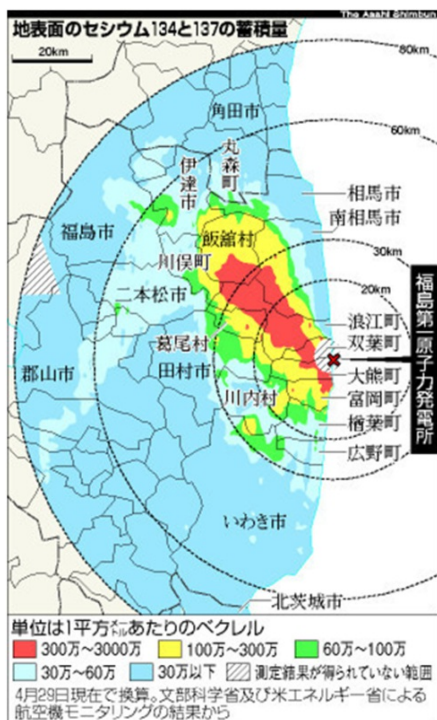 The Asahi Shimbun
地表面のセシウム134と137の蓄積量
20km
80km
角田市
60km
丸森町
伊達市
相馬市
南相馬市
福島市
飯舘村
30km
川俣町
20km
二本松市
浪江町
双葉町
福島第一原子力発電所
葛尾村
郡山市
田村市
大熊町
富岡町
川内村
楢葉町
広野町
いわき市
北茨城市
単位は1平方㍍あたりのベクレル
300万〜3000万
100万〜300万
60万〜100万
30万〜60万
30万以下
測定結果が得られていない範囲
4月29日現在で換算。文部科学省及び米エネルギー省による
航空機モニタリングの結果から